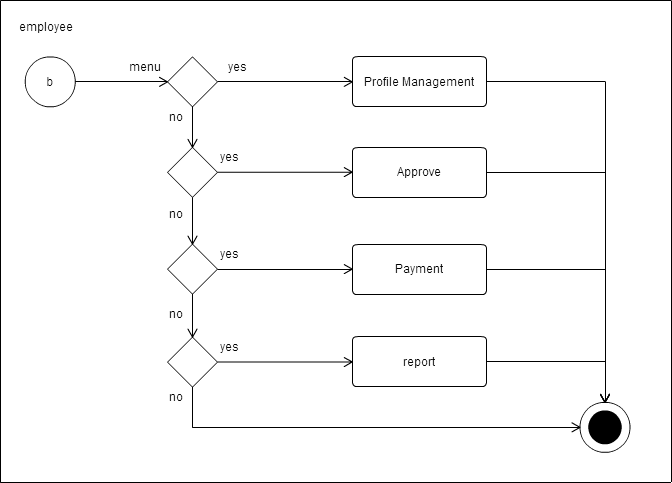 employee
b
menu
yes
Profile Management
no
yes
Approve
no
yes
Payment
no
yes
report
no